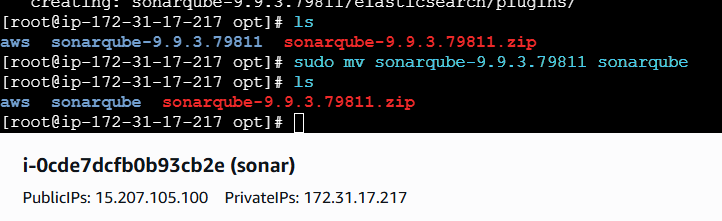 creating: sonarqube-9.9.3.79811/elasticsearch/plugins/
[root@ip-172-31-17-217 opt]# ls
aws sonarqube-9.9.3.79811 sonarqube-9.9.3.79811.zip
[root@ip-172-31-17-217 opt]# sudo mv sonarqube-9.9.3.79811 sonarqube
[root@ip-172-31-17-217 opt]# ls
aws sonarqube sonarqube-9.9.3.79811.zip
[root@ip-172-31-17-217 opt]#
i-0cde7dcfb0b93cb2e (sonar)
PublicIPs: 15.207.105.100 PrivateIPs: 172.31.17.217